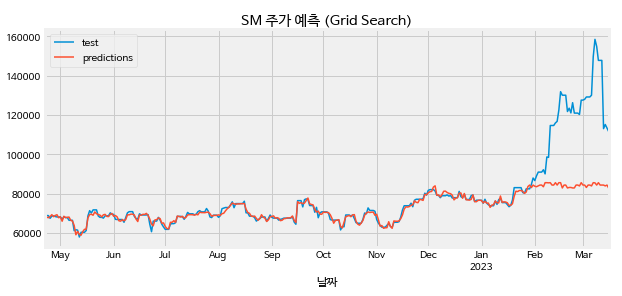 SM 주가 예측 (Grid Search)
test
predictions
160000
140000
120000
100000
80000
60000
May Jun Jul Aug Sep Oct Nov Dec Jan Feb Mar
2023
날짜